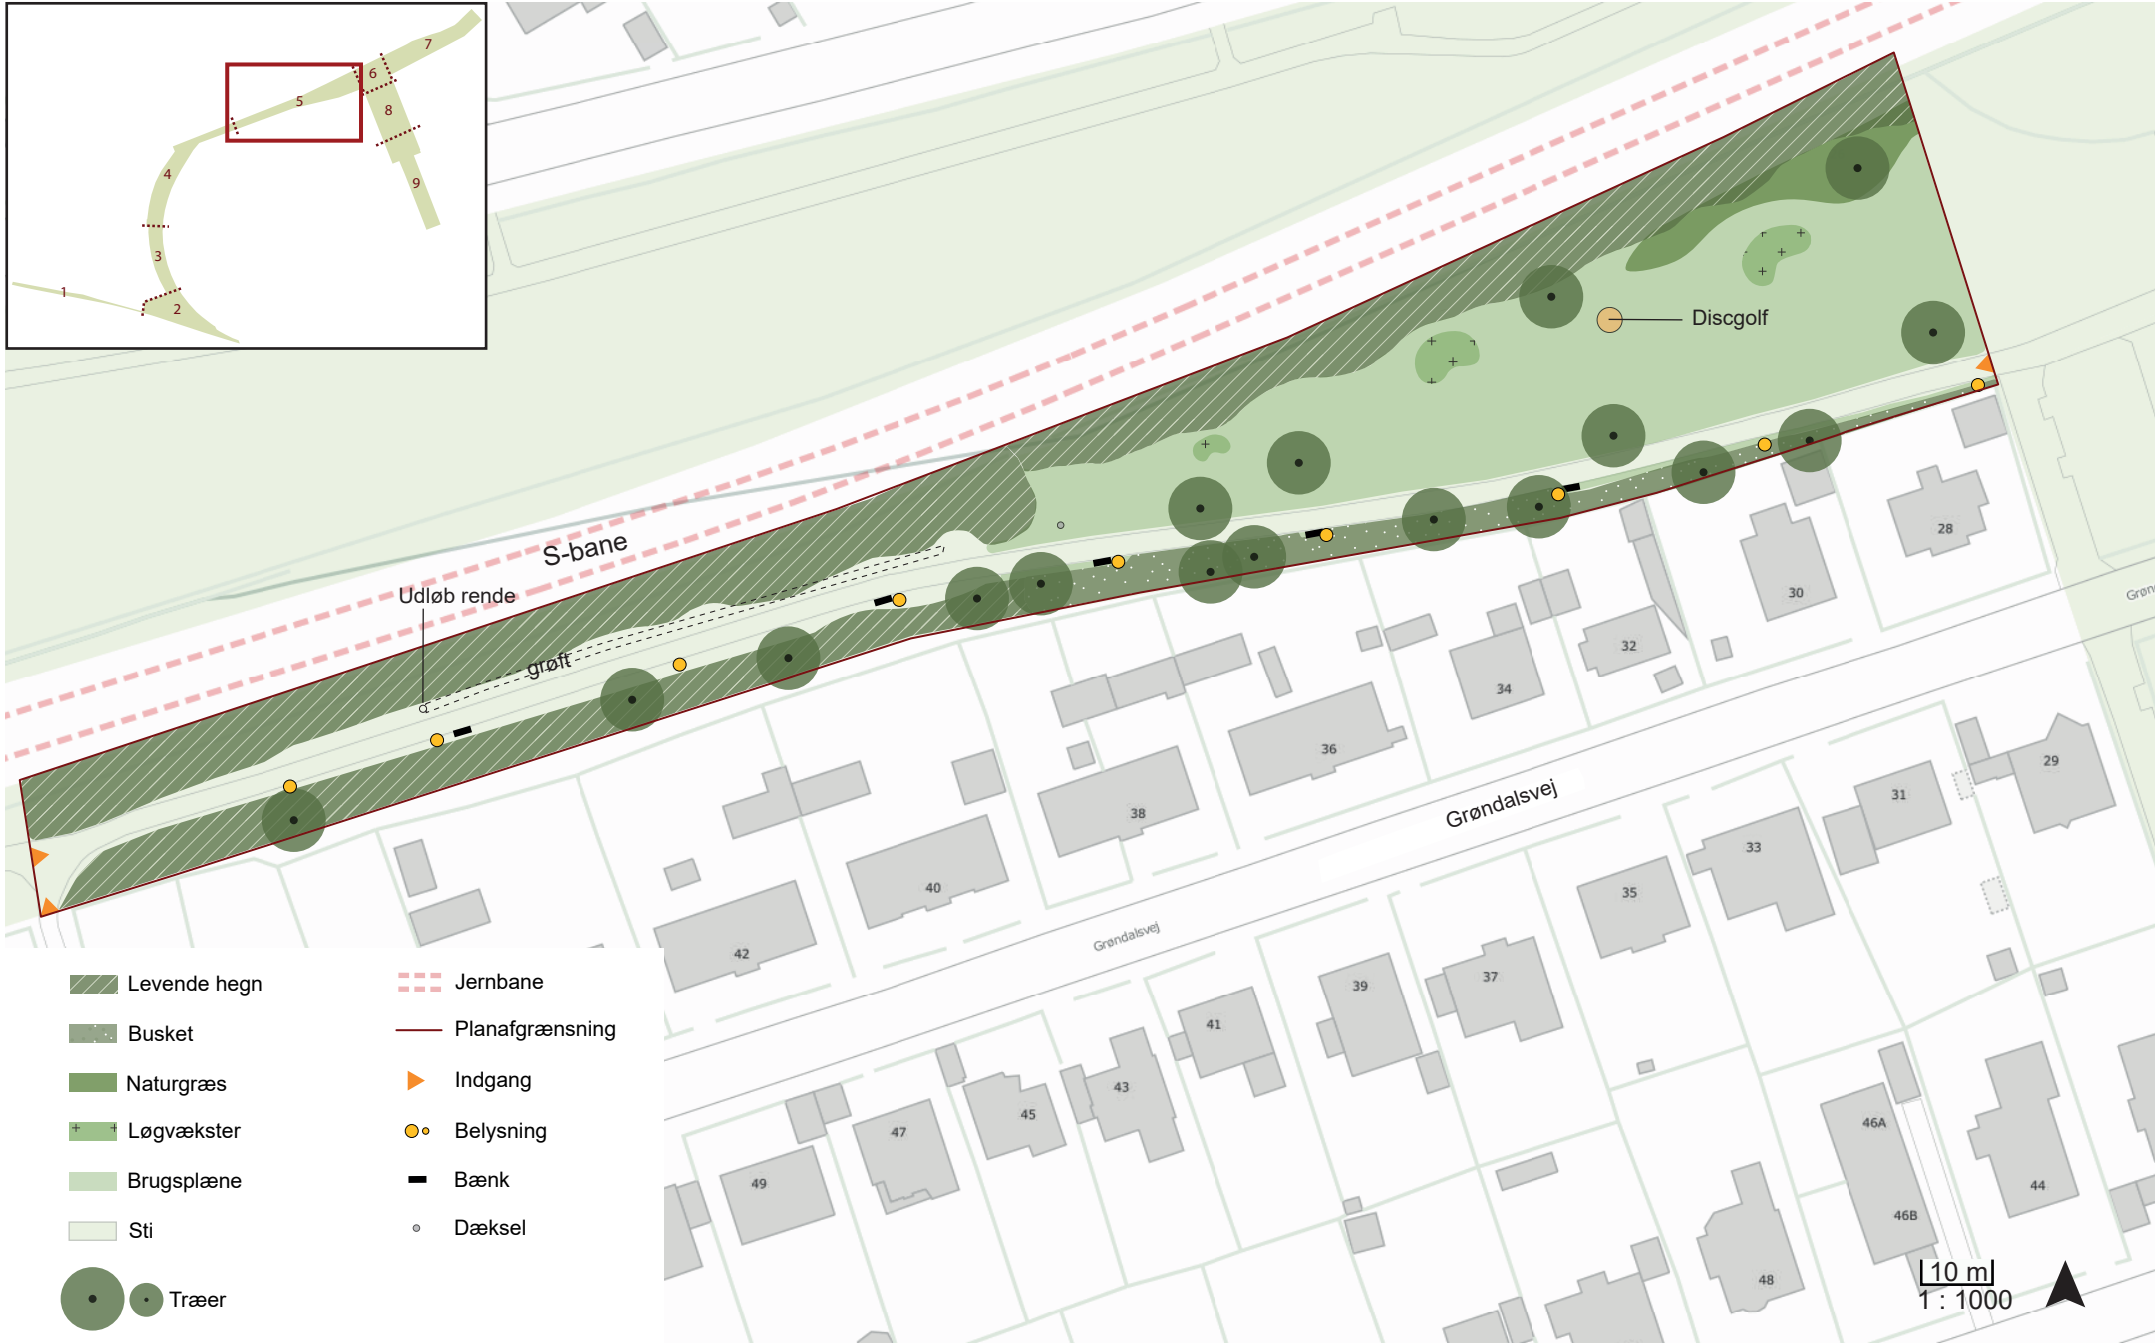 7
6
5
8
4
9
3
1
2
Discgolf
S-bane
Udløb rende
grøft
28
30
32
34
36
38
40
42
Grøndalsvej
Grøndalsvej
29
31
33
35
37
39
41
43
45
47
49
46A
46B
44
48
Levende hegn
Busket
Naturgræs
Løgvækster
Brugsplæne
Sti
Træer
Jernbane
Planafgrænsning
Indgang
Belysning
Bænk
Dæksel
10 m
1 : 1000